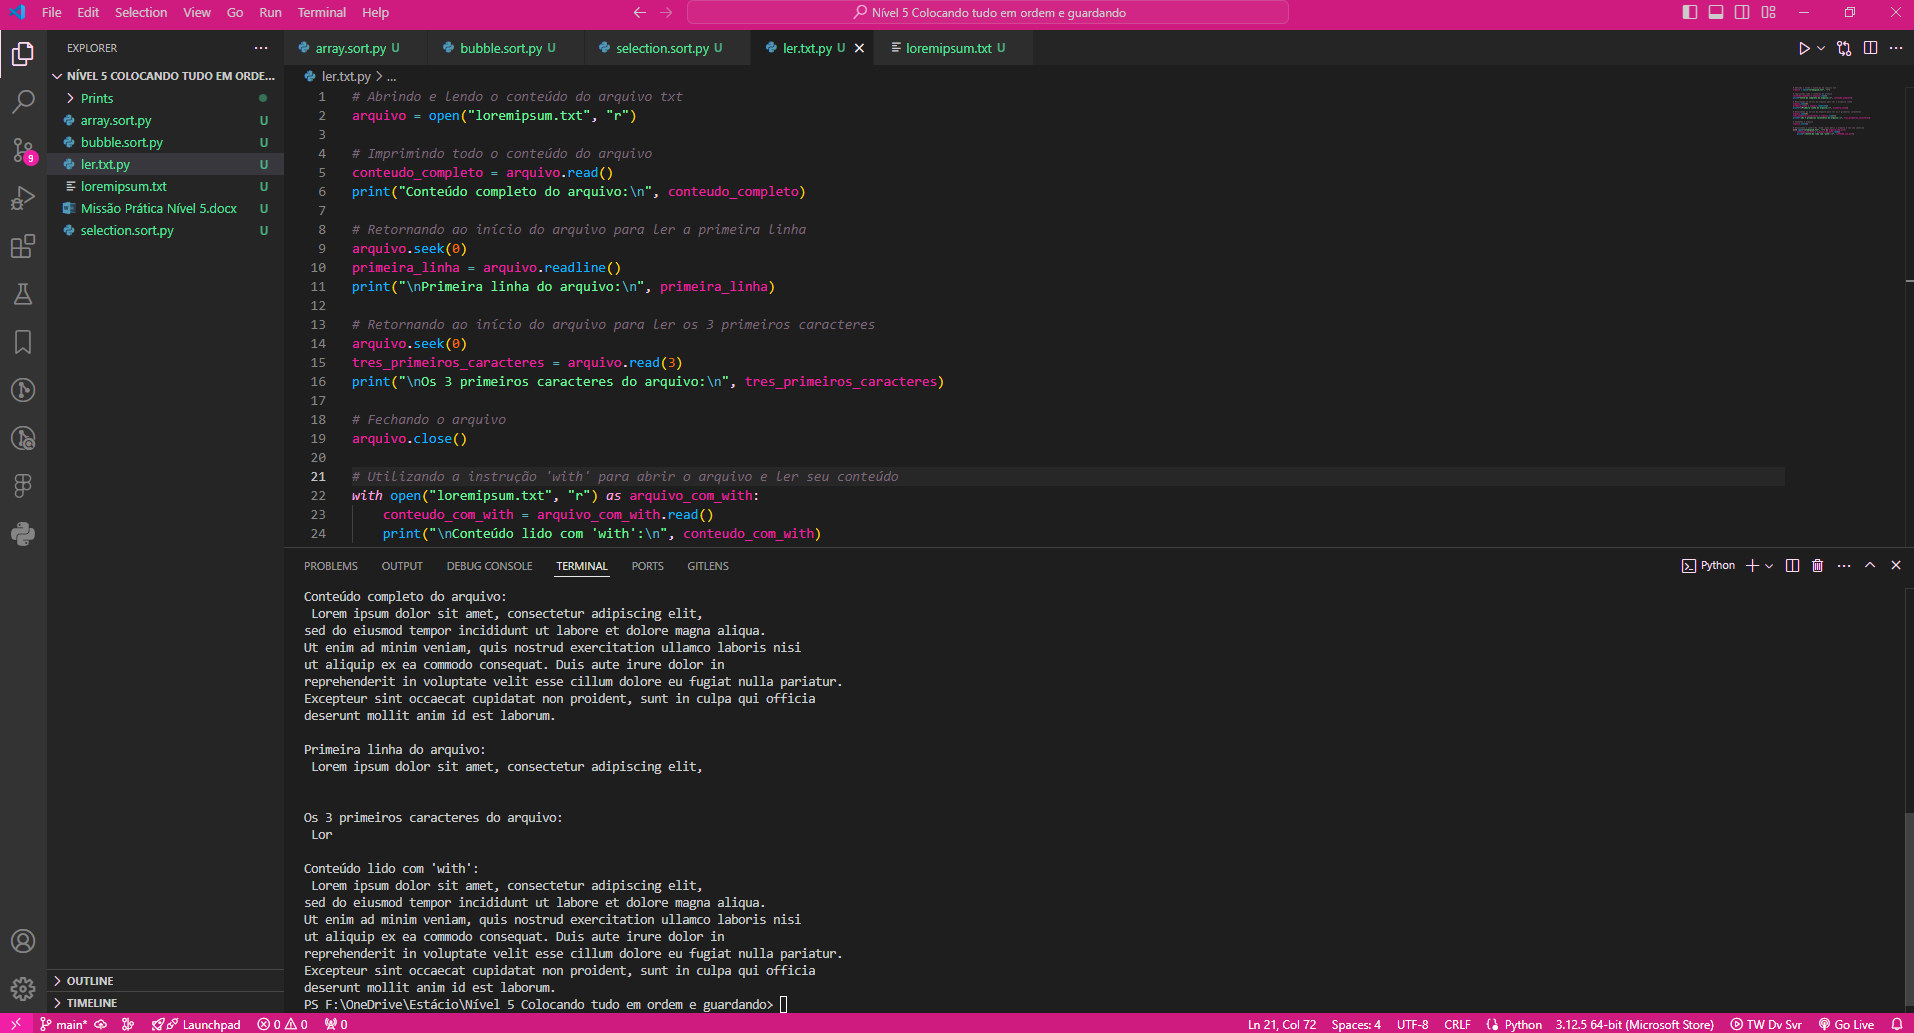 File Edit Selection View Go Run Terminal Help
Nível 5 Colocando tudo em ordem e guardando
EXPLORER
NÍVEL 5 COLOCANDO TUDO EM ORDE...
Prints
array.sort.py U
bubble.sort.py U
ler.txt.py U
loremipsum.txt U
Missão Prática Nível 5.docx U
selection.sort.py U
9
OUTLINE
TIMELINE
array.sort.py U bubble.sort.py U selection.sort.py U ler.txt.py U loremipsum.txt U
ler.txt.py > ...
1 # Abrindo e lendo o conteúdo do arquivo txt
2 arquivo = open("loremipsum.txt", "r")
3
4 # Imprimindo todo o conteúdo do arquivo
5 conteudo_completo = arquivo.read()
6 print("Conteúdo completo do arquivo:\n", conteudo_completo)
7
8 # Retornando ao início do arquivo para ler a primeira linha
9 arquivo.seek(0)
10 primeira_linha = arquivo.readline()
11 print("\nPrimeira linha do arquivo:\n", primeira_linha)
12
13 # Retornando ao início do arquivo para ler os 3 primeiros caracteres
14 arquivo.seek(0)
15 tres_primeiros_caracteres = arquivo.read(3)
16 print("\nOs 3 primeiros caracteres do arquivo:\n", tres_primeiros_caracteres)
17
18 # Fechando o arquivo
19 arquivo.close()
20
21 # Utilizando a instrução 'with' para abrir o arquivo e ler seu conteúdo
22 with open("loremipsum.txt", "r") as arquivo_com_with:
23 conteudo_com_with = arquivo_com_with.read()
24 print("\nConteúdo lido com 'with':\n", conteudo_com_with)
PROBLEMS OUTPUT DEBUG CONSOLE TERMINAL PORTS GITLENS
Python
Conteúdo completo do arquivo:
Lorem ipsum dolor sit amet, consectetur adipiscing elit,
sed do eiusmod tempor incididunt ut labore et dolore magna aliqua.
Ut enim ad minim veniam, quis nostrud exercitation ullamco laboris nisi
ut aliquip ex ea commodo consequat. Duis aute irure dolor in
reprehenderit in voluptate velit esse cillum dolore eu fugiat nulla pariatur.
Excepteur sint occaecat cupidatat non proident, sunt in culpa qui officia
deserunt mollit anim id est laborum.
Primeira linha do arquivo:
Lorem ipsum dolor sit amet, consectetur adipiscing elit,
Os 3 primeiros caracteres do arquivo:
Lor
Conteúdo lido com 'with':
Lorem ipsum dolor sit amet, consectetur adipiscing elit,
sed do eiusmod tempor incididunt ut labore et dolore magna aliqua.
Ut enim ad minim veniam, quis nostrud exercitation ullamco laboris nisi
ut aliquip ex ea commodo consequat. Duis aute irure dolor in
reprehenderit in voluptate velit esse cillum dolore eu fugiat nulla pariatur.
Excepteur sint occaecat cupidatat non proident, sunt in culpa qui officia
deserunt mollit anim id est laborum.
PS F:\OneDrive\Estácio\Nível 5 Colocando tudo em ordem e guardando>
main* Launchpad 0 0 0 Ln 21, Col 72 Spaces: 4 UTF-8 CRLF Python 3.12.5 64-bit (Microsoft Store) TW Dv Svr Go Live